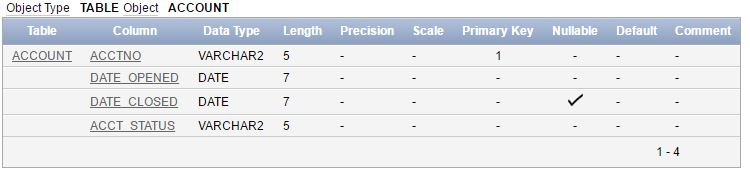 Object Type TABLE Object ACCOUNT
Table Column Data Type Length Precision Scale Primary Key Nullable Default Comment
ACCOUNT ACCTNO VARCHAR2 5 - - 1 - - -
DATE_OPENED DATE 7 - - - - - -
DATE_CLOSED DATE 7 - - - ✓ - -
ACCT_STATUS VARCHAR2 5 - - - - - -
1 - 4